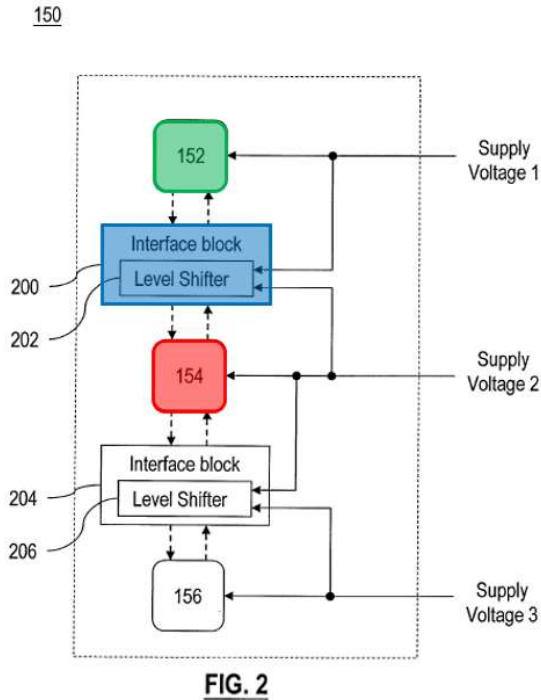 150
152
Supply
Voltage 1
Interface block
200
Level Shifter
202
154
Supply
Voltage 2
Interface block
204
Level Shifter
206
156
Supply
Voltage 3
FIG. 2